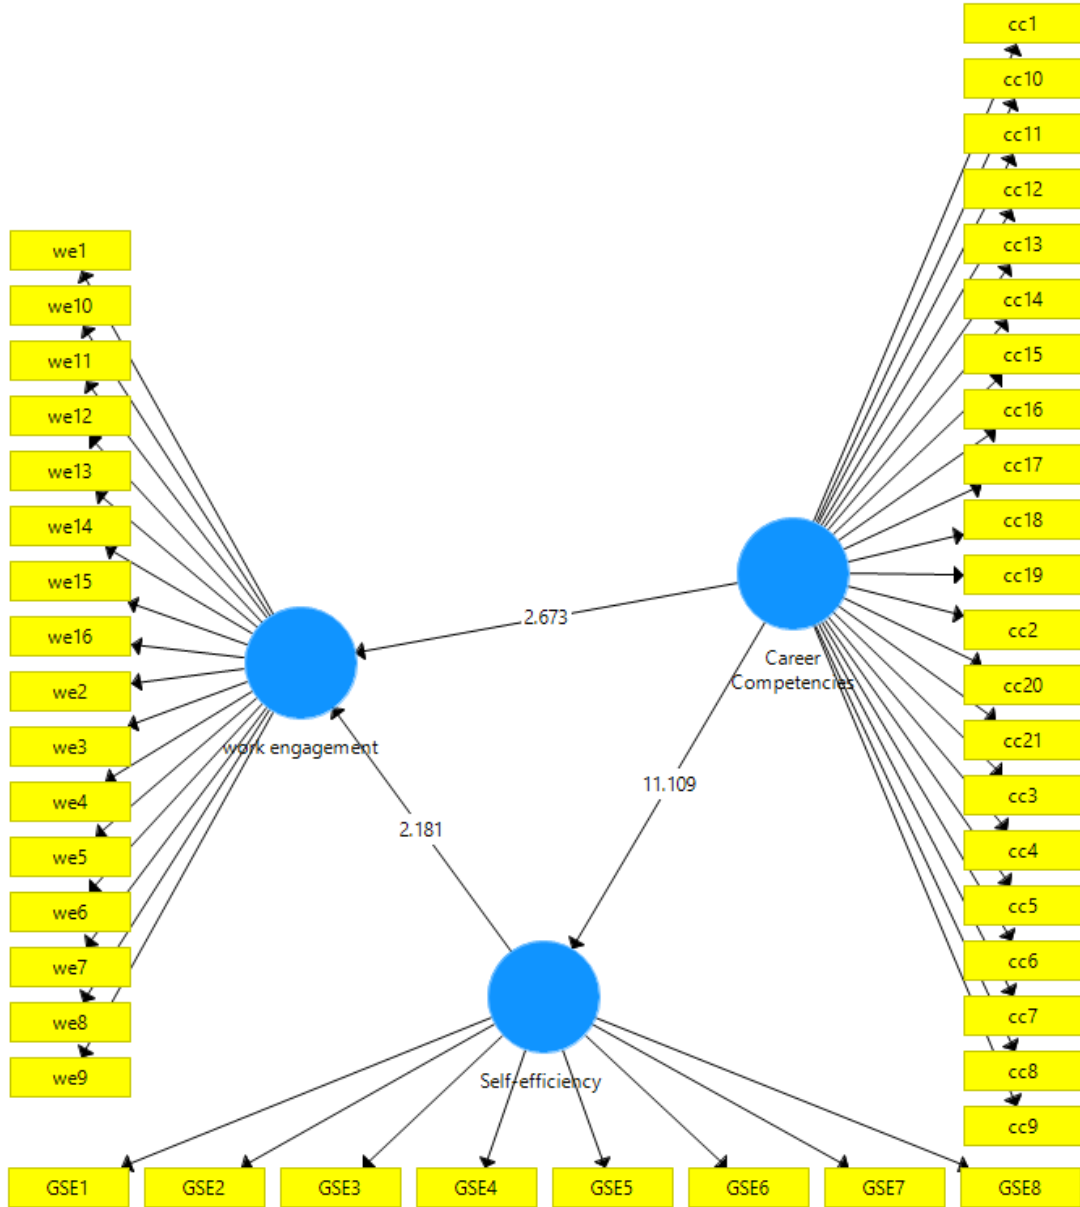 cc1
cc10
cc11
cc12
cc13
cc14
cc15
cc16
cc17
cc18
cc19
cc2
cc20
cc21
cc3
cc4
cc5
cc6
cc7
cc8
cc9
we1
we10
we11
we12
we13
we14
we15
we16
we2
we3
we4
we5
we6
we7
we8
we9
2.673
Career
Competencies
work engagement
11.109
2.181
Self-efficiency
GSE1
GSE2
GSE3
GSE4
GSE5
GSE6
GSE7
GSE8